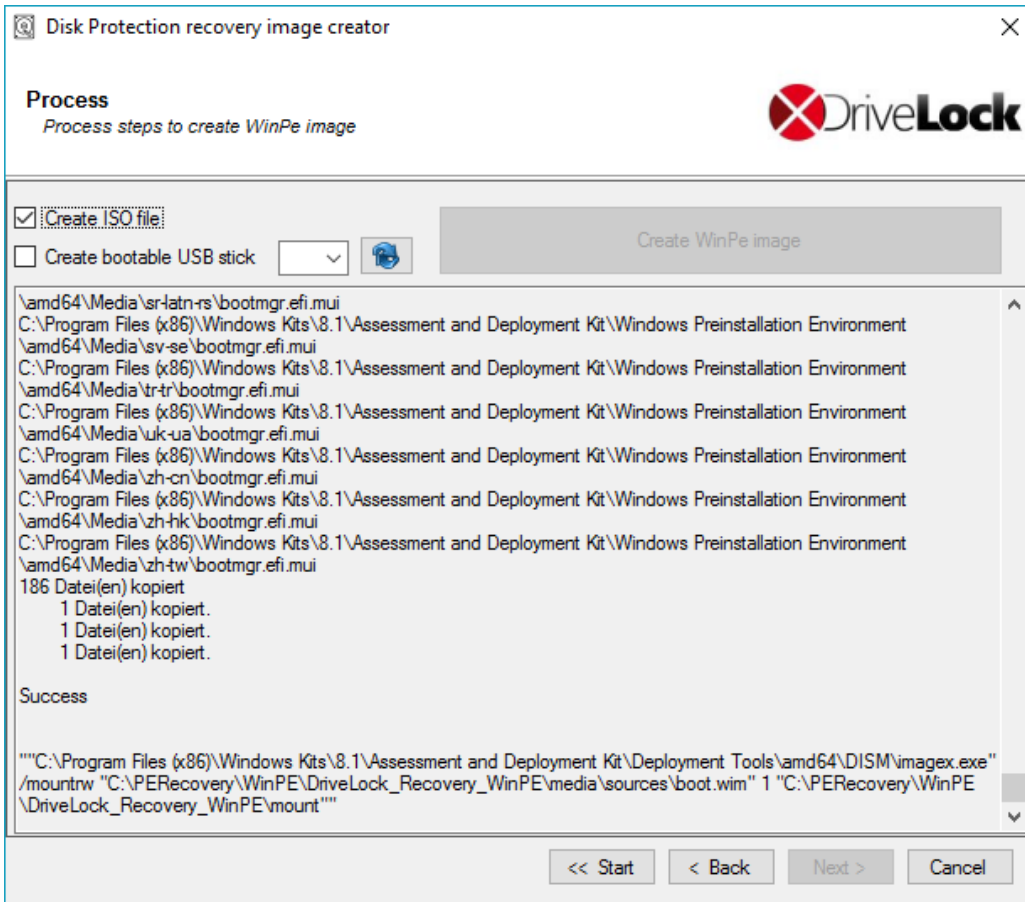 Disk Protection recovery image creator
Process
Process steps to create WinPe image
DriveLock
Create ISO file
Create bootable USB stick
Create WinPe image
\amd64\Media\sr-latn-rs\bootmgr.efi.mui
C:\Program Files (x86)\Windows Kits\8.1\Assessment and Deployment Kit\Windows Preinstallation Environment
\amd64\Media\sv-se\bootmgr.efi.mui
C:\Program Files (x86)\Windows Kits\8.1\Assessment and Deployment Kit\Windows Preinstallation Environment
\amd64\Media\tr-tr\bootmgr.efi.mui
C:\Program Files (x86)\Windows Kits\8.1\Assessment and Deployment Kit\Windows Preinstallation Environment
\amd64\Media\uk-ua\bootmgr.efi.mui
C:\Program Files (x86)\Windows Kits\8.1\Assessment and Deployment Kit\Windows Preinstallation Environment
\amd64\Media\zh-cn\bootmgr.efi.mui
C:\Program Files (x86)\Windows Kits\8.1\Assessment and Deployment Kit\Windows Preinstallation Environment
\amd64\Media\zh-hk\bootmgr.efi.mui
C:\Program Files (x86)\Windows Kits\8.1\Assessment and Deployment Kit\Windows Preinstallation Environment
\amd64\Media\zh-tw\bootmgr.efi.mui
186 Datei(en) kopiert
1 Datei(en) kopiert.
1 Datei(en) kopiert.
1 Datei(en) kopiert.
Success
""C:\Program Files (x86)\Windows Kits\8.1\Assessment and Deployment Kit\Deployment Tools\amd64\DISM\imagex.exe"
/mountrw "C:\PERecovery\WinPE\DriveLock_Recovery_WinPE\media\sources\boot.wim" 1 "C:\PERecovery\WinPE
\DriveLock_Recovery_WinPE\mount""
<< Start
< Back
Next >
Cancel